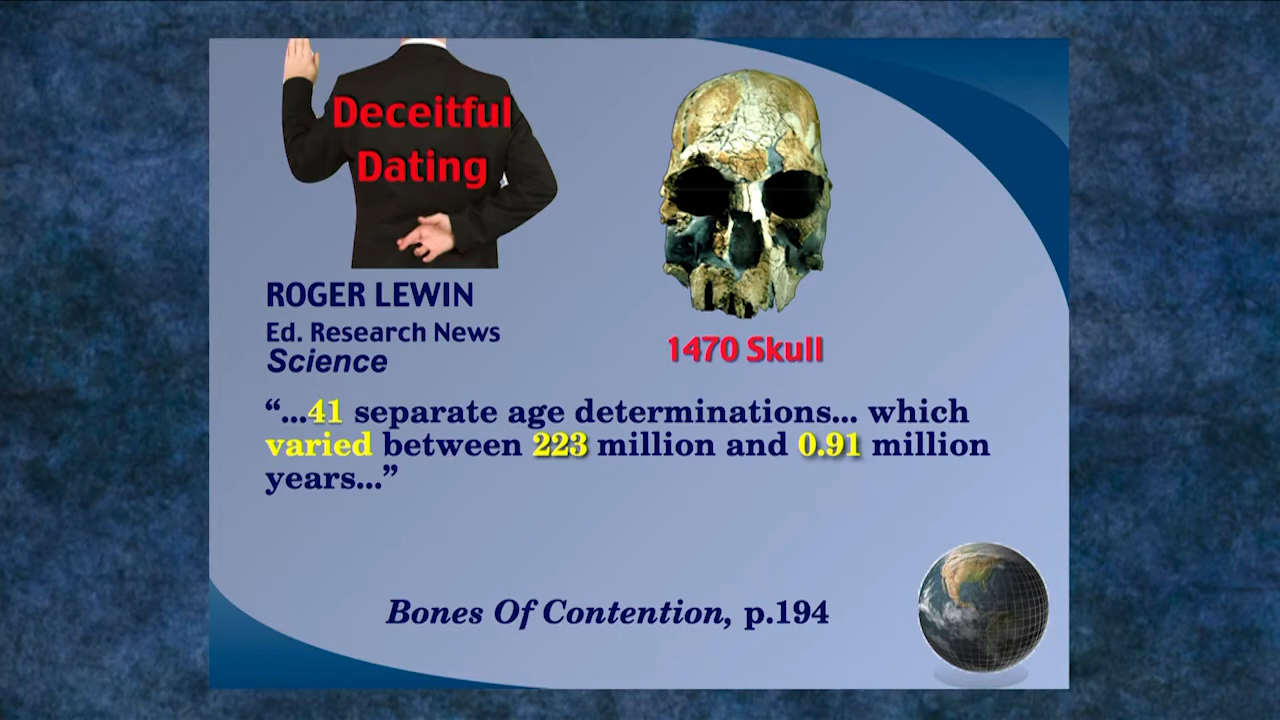 Deceitful
Dating
ROGER LEWIN
Ed. Research News
Science
1470 Skull
“...41 separate age determinations... which
varied between 223 million and 0.91 million
years...”
Bones Of Contention, p.194